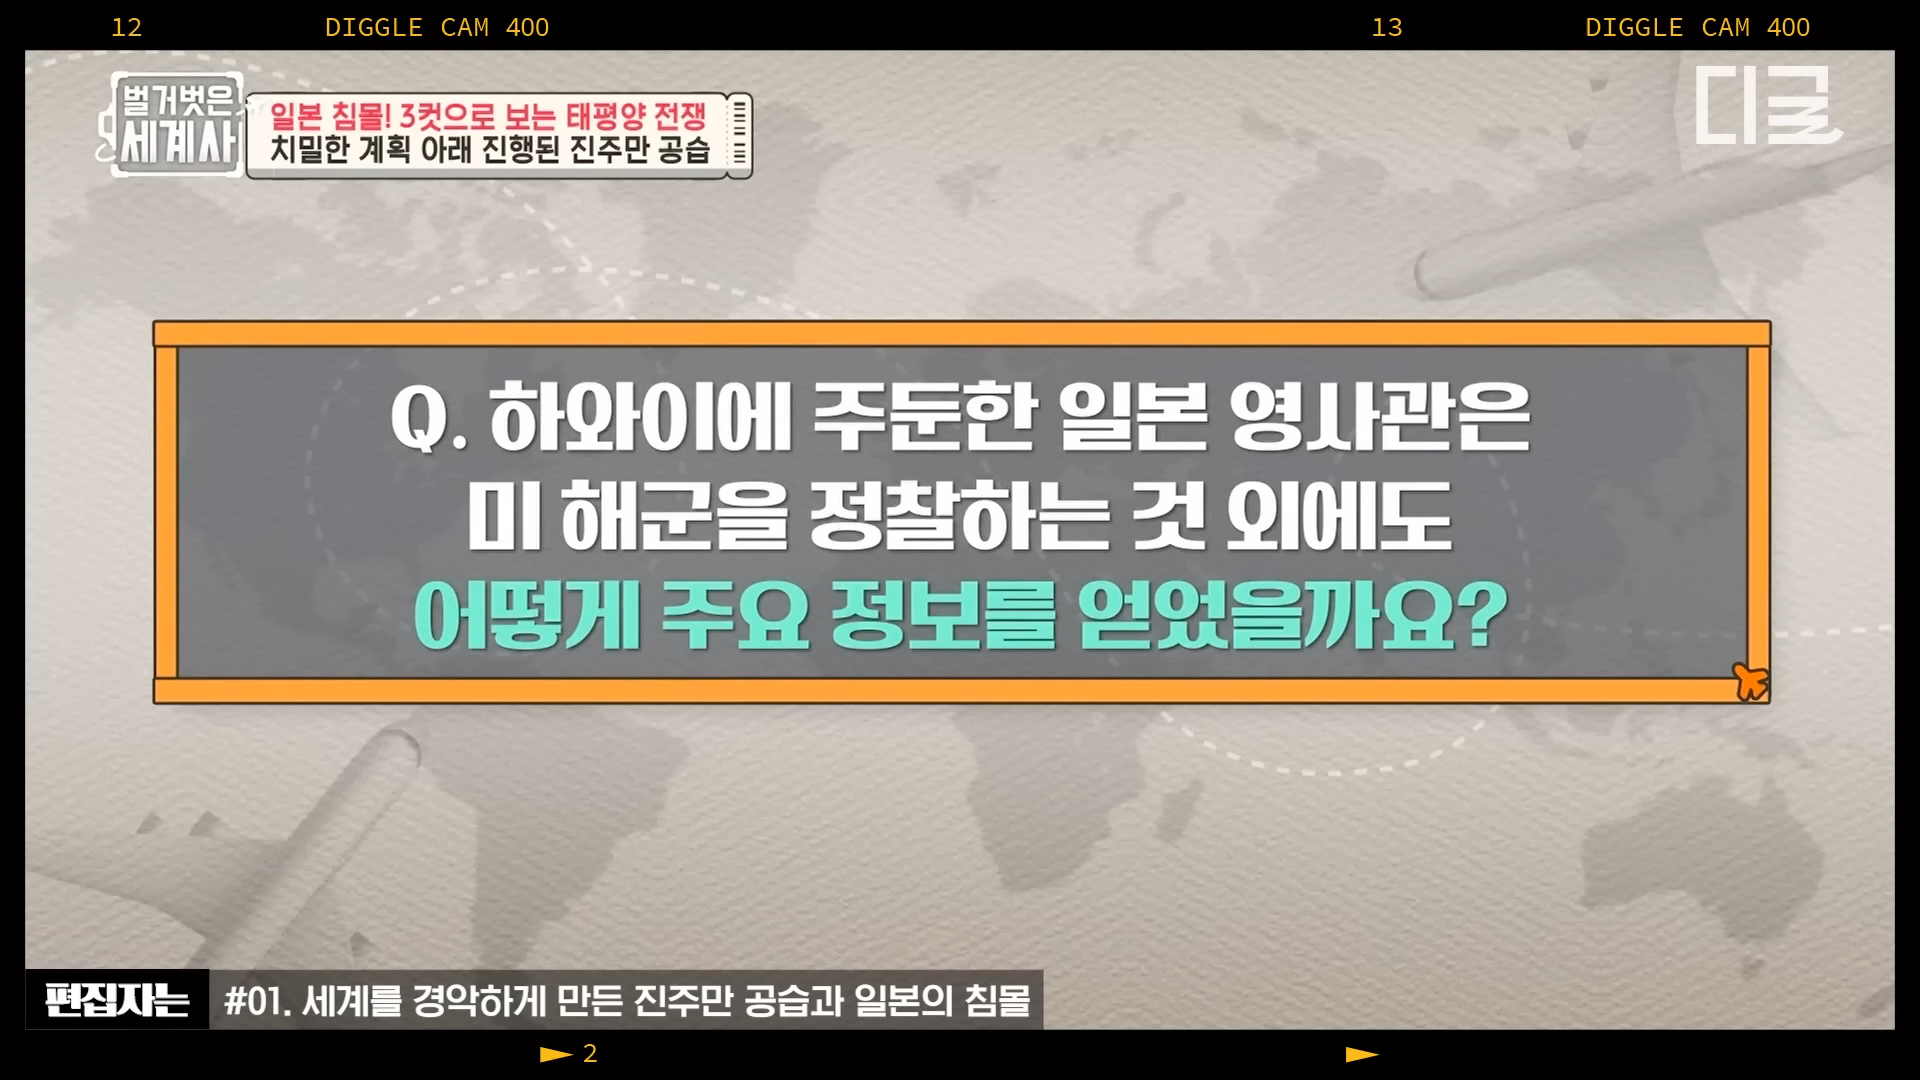 12 DIGGLE CAM 400 13 DIGGLE CAM 400
벌거벗은
세계사
일본 침몰! 3컷으로 보는 태평양 전쟁
치밀한 계획 아래 진행된 진주만 공습
디글
Q. 하와이에 주둔한 일본 영사관은
미 해군을 정찰하는 것 외에도
어떻게 주요 정보를 얻었을까요?
편집자는 #01. 세계를 경악하게 만든 진주만 공습과 일본의 침몰
2